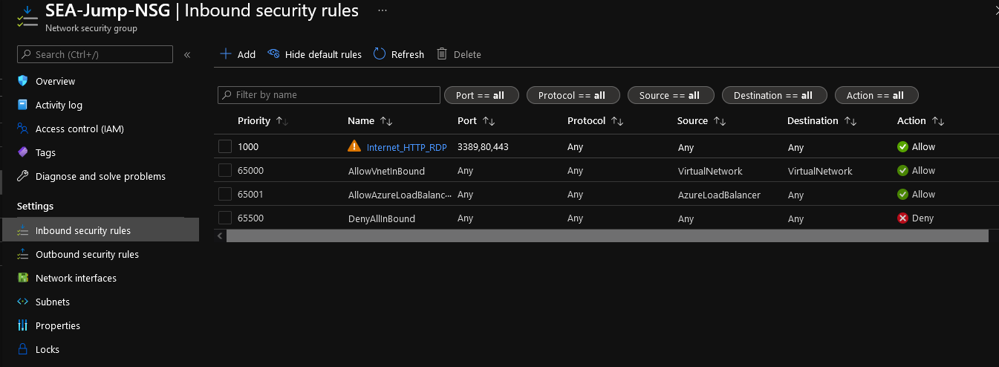 SEA-Jump-NSG | Inbound security rules ...
Network security group
Search (Ctrl+/) «
Add Hide default rules Refresh Delete
Overview
Activity log
Access control (IAM)
Tags
Diagnose and solve problems
Settings
Inbound security rules
Outbound security rules
Network interfaces
Subnets
Properties
Locks
Filter by name Port == all Protocol == all Source == all Destination == all Action == all
Priority Name Port Protocol Source Destination Action
1000 Internet_HTTP_RDP 3389,80,443 Any Any Any Allow
65000 AllowVnetInBound Any Any VirtualNetwork VirtualNetwork Allow
65001 AllowAzureLoadBalanc... Any Any AzureLoadBalancer Any Allow
65500 DenyAllInBound Any Any Any Any Deny